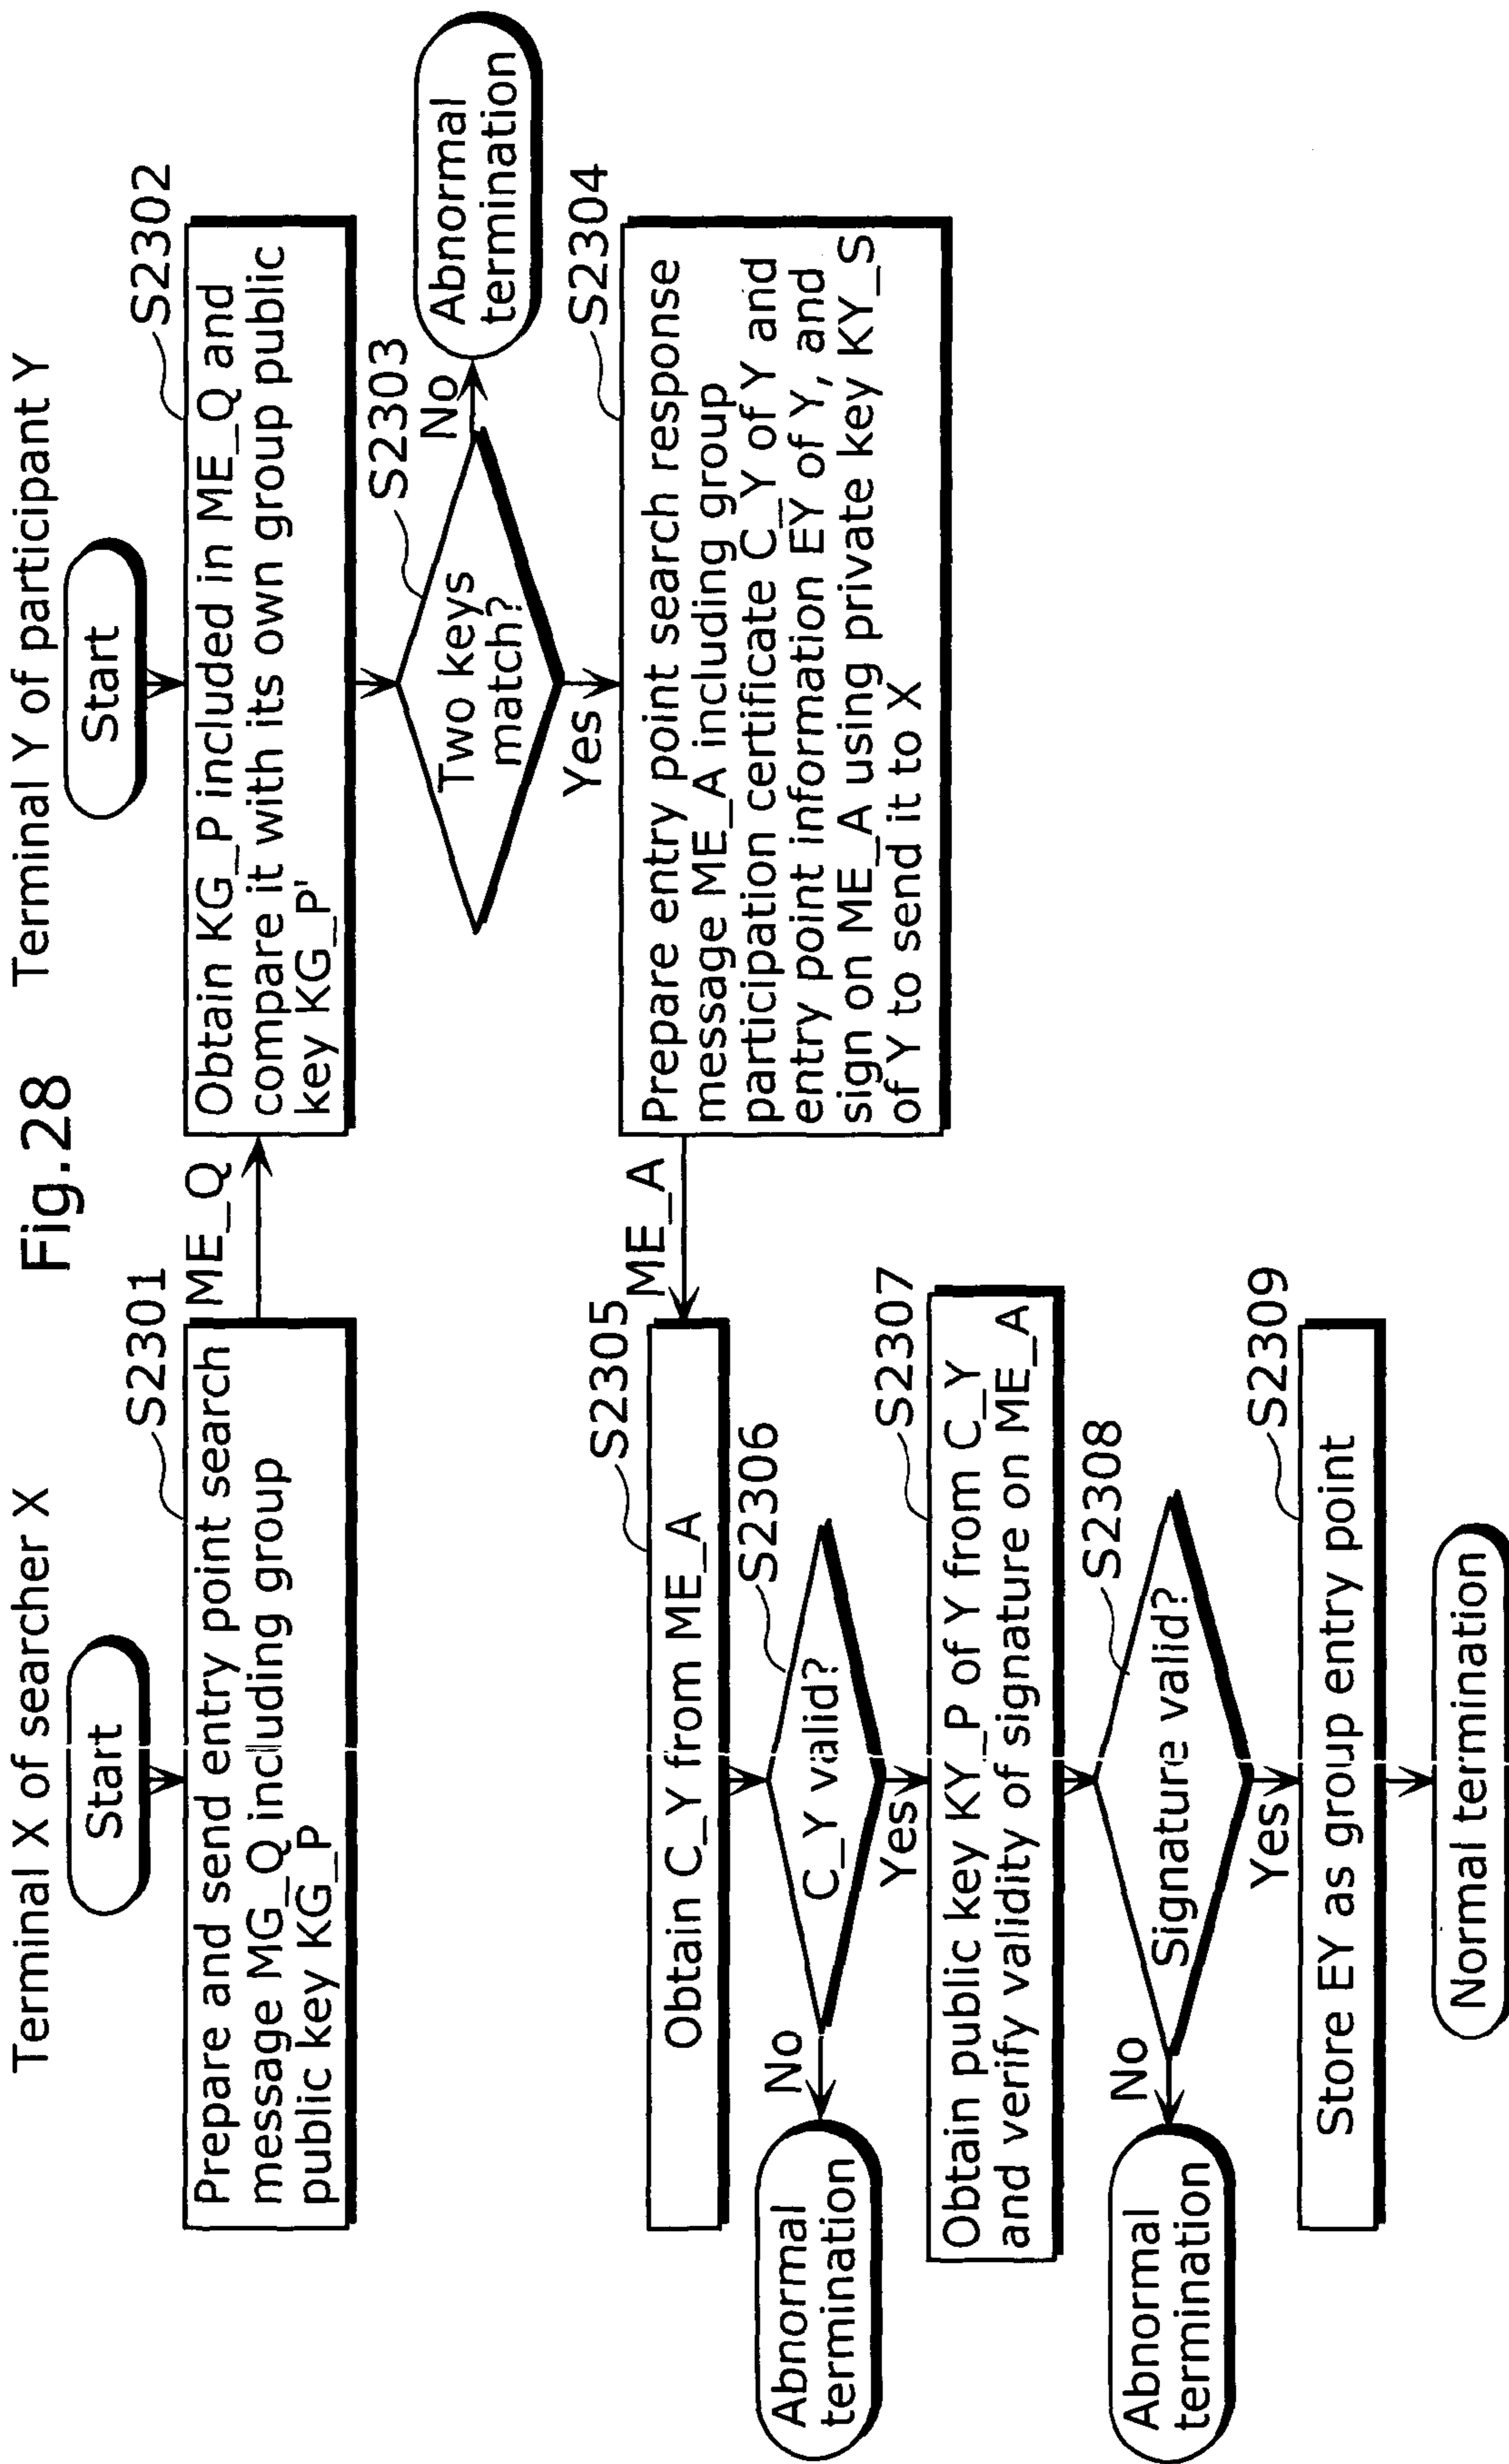 Fig.28
Terminal X of searcher X
Start
S2301
Prepare and send entry point search
message MG_Q including group
public key KG_P
ME_Q
Terminal Y of participant Y
Start
S2302
Obtain KG_P included in ME_Q and
compare it with its own group public
key KG_P'
S2303
Two keys
match?
No
Abnormal
termination
Yes
S2304
Prepare entry point search response
message ME_A including group
participation certificate C_Y of Y and
entry point information EY of Y, and
sign on ME_A using private key KY_S
of Y to send it to X
ME_A
S2305
Obtain C_Y from ME_A
S2306
C_Y valid?
No
Abnormal
termination
Yes
S2307
Obtain public key KY_P of Y from C_Y
and verify validity of signature on ME_A
S2308
Signature valid?
No
Abnormal
termination
Yes
S2309
Store EY as group entry point
Normal termination